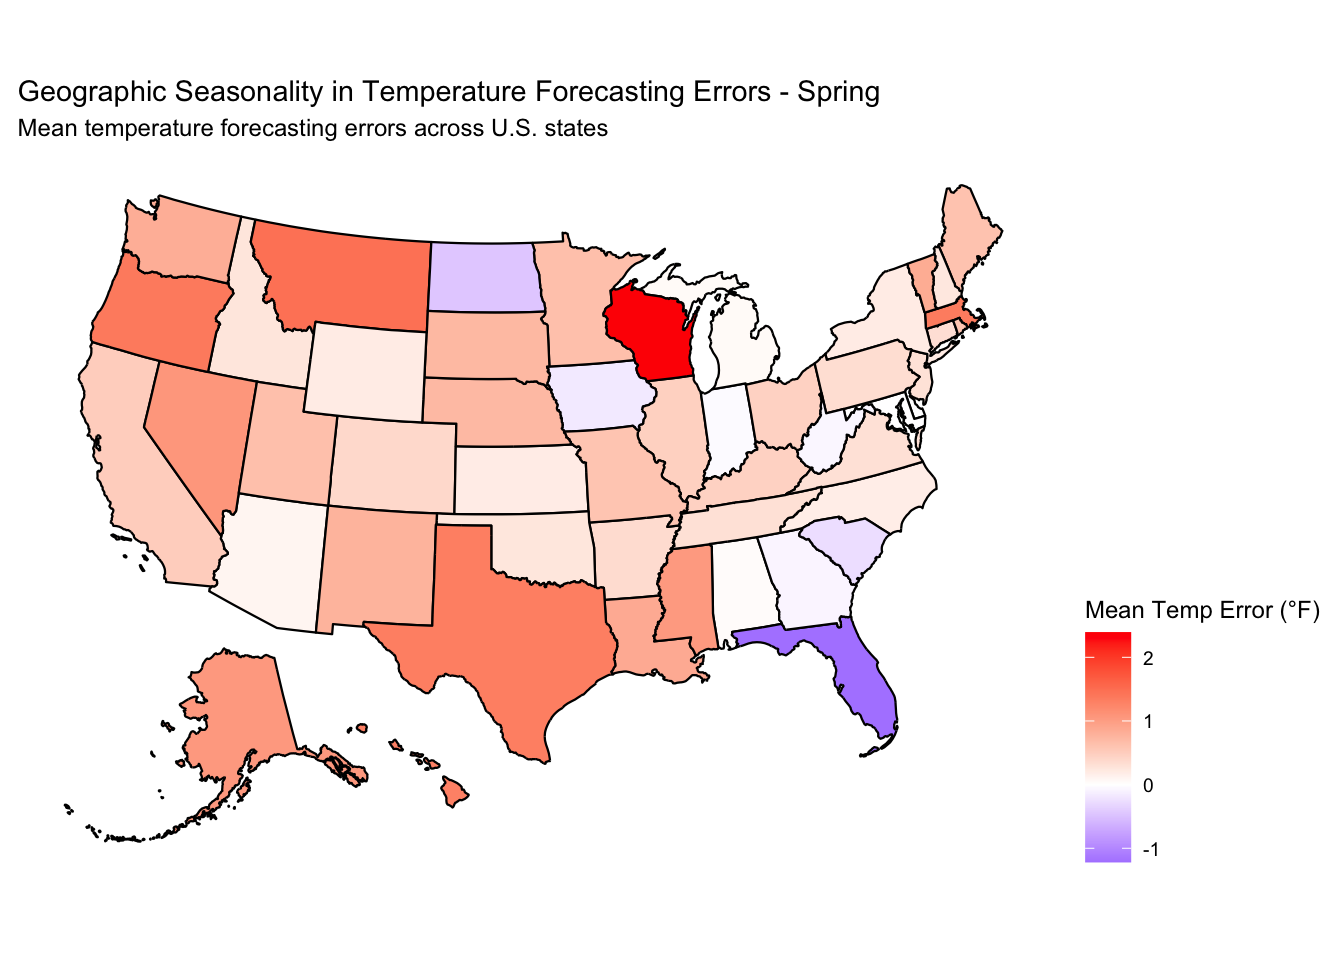 Geographic Seasonality in Temperature Forecasting Errors - Spring
Mean temperature forecasting errors across U.S. states
Mean Temp Error (°F)
2
1
0
-1